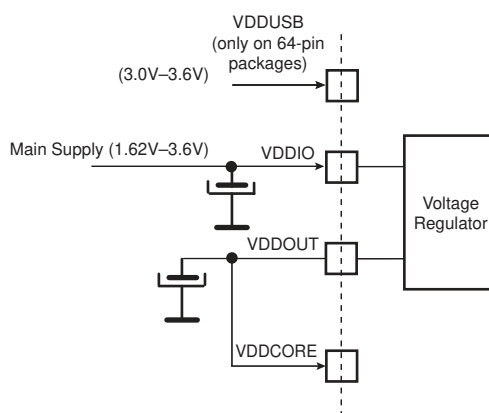 VDDUSB
(only on 64-pin
packages)
(3.0V–3.6V)
Main Supply (1.62V–3.6V)
VDDIO
Voltage
Regulator
VDDOUT
VDDCORE